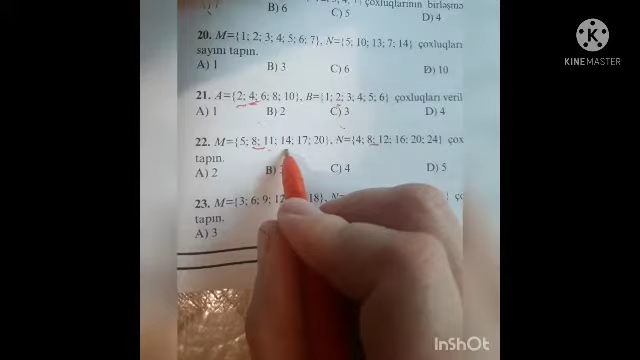 B) 6
C) 5
D) 4
çoxluqlarının birləşmə
20. M={1; 2; 3; 4; 5; 6; 7}, N={5; 10; 13; 7; 14} çoxluqları
sayını tapın.
A) 1 B) 3 C) 6 D) 10
21. A={2; 4; 6; 8; 10}, B={1; 2; 3; 4; 5; 6} çoxluqları veril
A) 1 B) 2 C) 3 D) 4
22. M={5; 8; 11; 14; 17; 20}, N={4; 8; 12; 16; 20; 24} çox
tapın.
A) 2 B) C) 4 D) 5
23. M={3; 6; 9; 12 18}, N=
tapın.
A) 3
K
KINEMASTER
InShOt